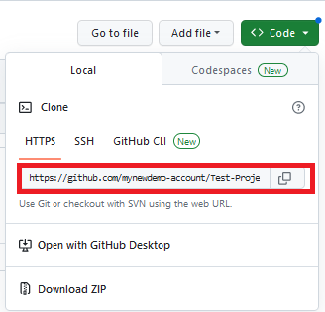 Go to file Add file Code
Local Codespaces New
Clone
HTTPS SSH GitHub CLI New
https://github.com/mynewdemo-account/Test-Proje
Use Git or checkout with SVN using the web URL.
Open with GitHub Desktop
Download ZIP